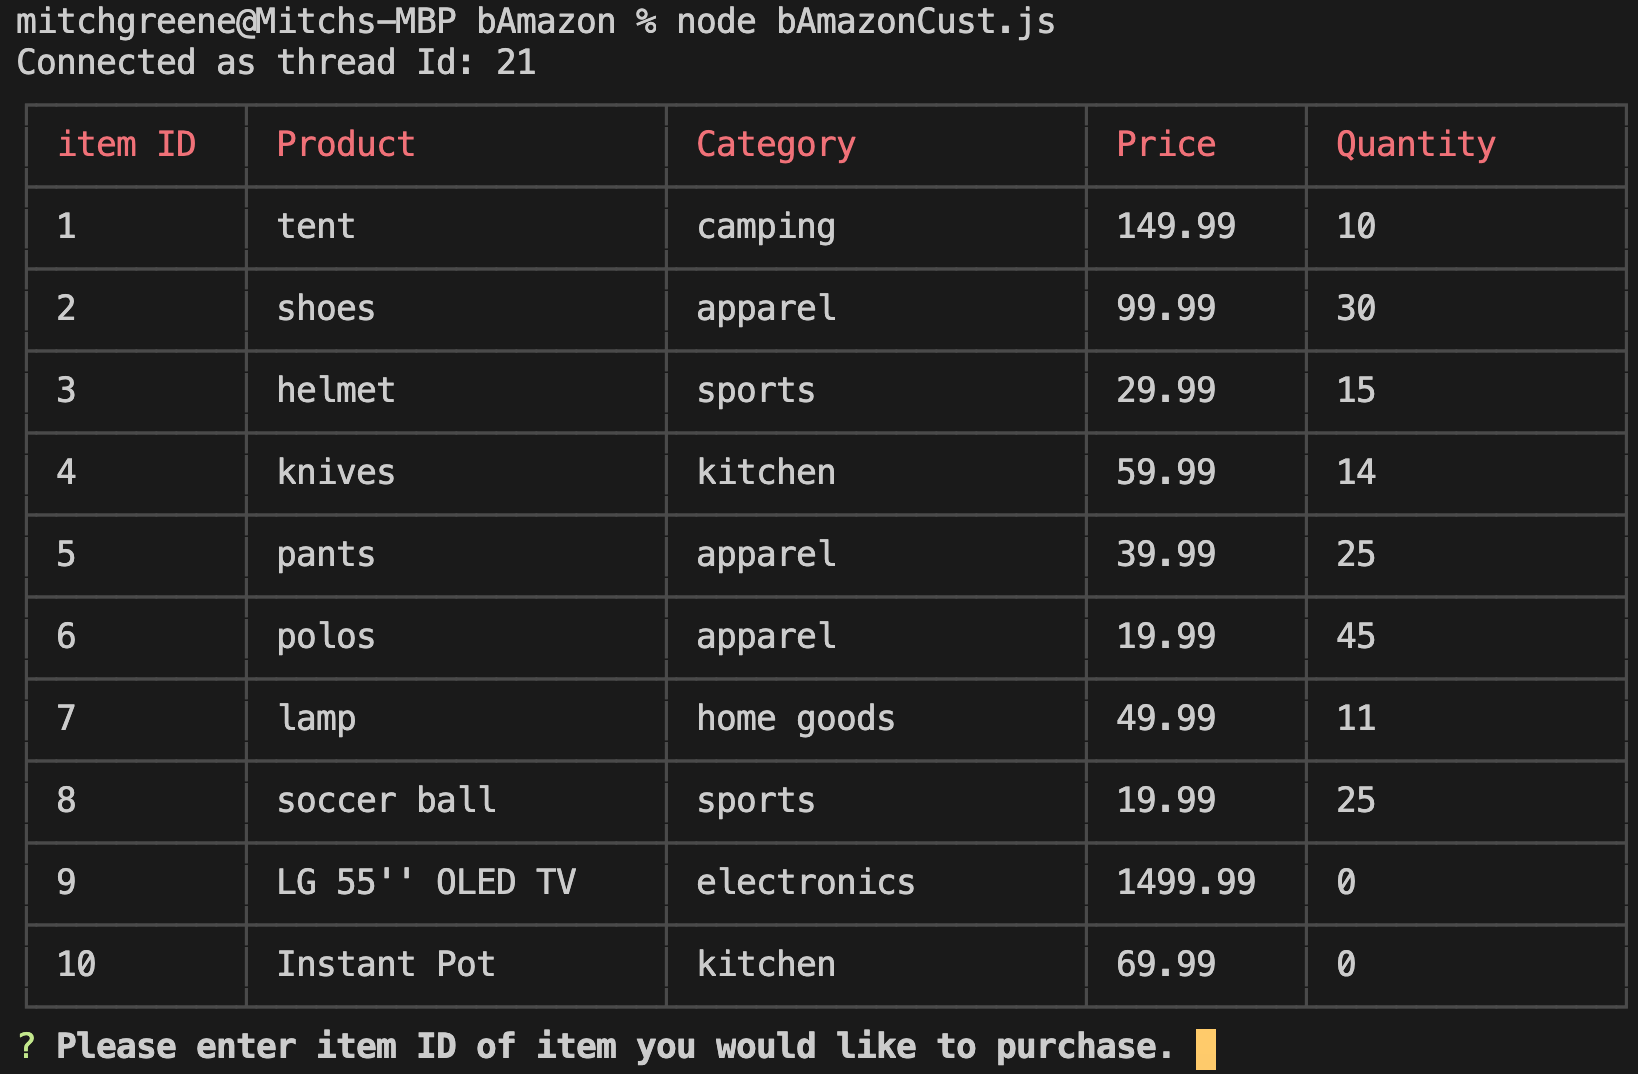 mitchgreene@Mitchs-MBP bAmazon % node bAmazonCust.js
Connected as thread Id: 21
item ID Product Category Price Quantity
1 tent camping 149.99 10
2 shoes apparel 99.99 30
3 helmet sports 29.99 15
4 knives kitchen 59.99 14
5 pants apparel 39.99 25
6 polos apparel 19.99 45
7 lamp home goods 49.99 11
8 soccer ball sports 19.99 25
9 LG 55'' OLED TV electronics 1499.99 0
10 Instant Pot kitchen 69.99 0
? Please enter item ID of item you would like to purchase.